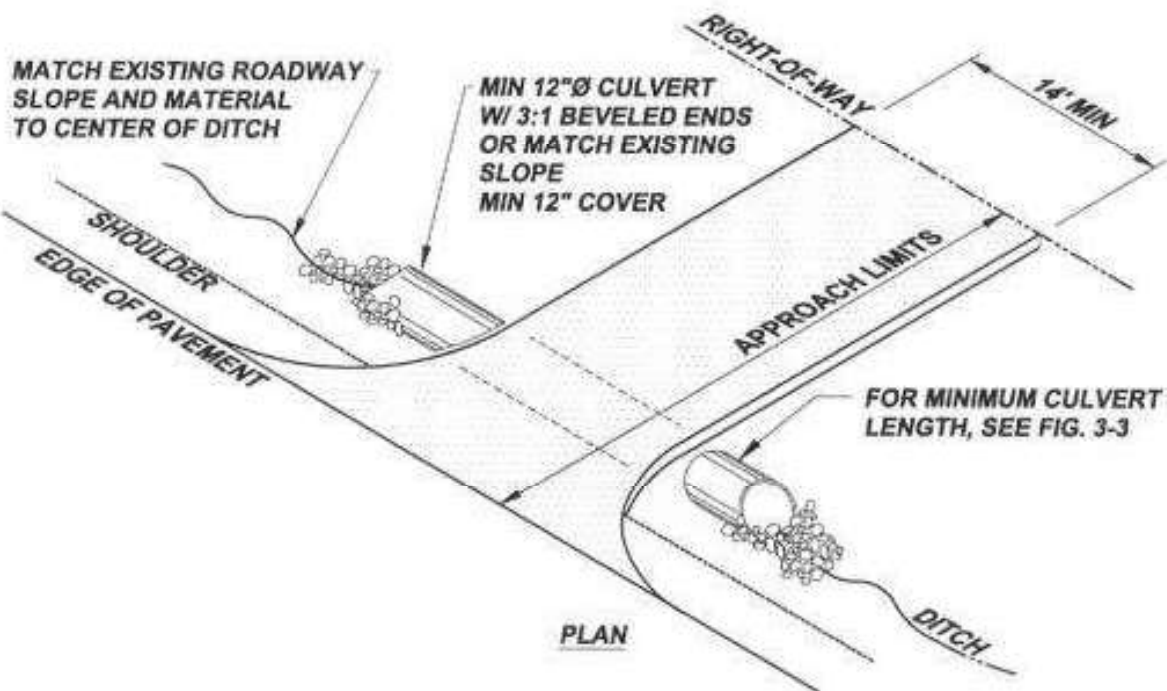 MATCH EXISTING ROADWAY
SLOPE AND MATERIAL
TO CENTER OF DITCH
MIN 12"Ø CULVERT
W/ 3:1 BEVELED ENDS
OR MATCH EXISTING
SLOPE
MIN 12" COVER
RIGHT-OF-WAY
14' MIN
SHOULDER
EDGE OF PAVEMENT
APPROACH LIMITS
FOR MINIMUM CULVERT
LENGTH, SEE FIG. 3-3
DITCH
PLAN